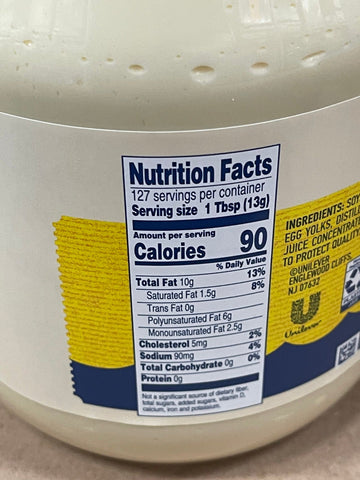 Nutrition Facts
127 servings per container
Serving size 1 Tbsp (13g)
Amount per serving
Calories 90
% Daily Value
Total Fat 10g 13%
Saturated Fat 1.5g 8%
Trans Fat 0g
Polyunsaturated Fat 6g
Monounsaturated Fat 2.5g
Cholesterol 5mg 2%
Sodium 90mg 4%
Total Carbohydrate 0g 0%
Protein 0g
Not a significant source of dietary fiber,
total sugars, added sugars, vitamin D,
calcium, iron and potassium.
INGREDIENTS: SOY
EGG YOLKS, DISTIL
JUICE CONCENTRAT
TO PROTECT QUALITY
©UNILEVER
ENGLEWOOD CLIFFS,
NJ 07632
Unilever